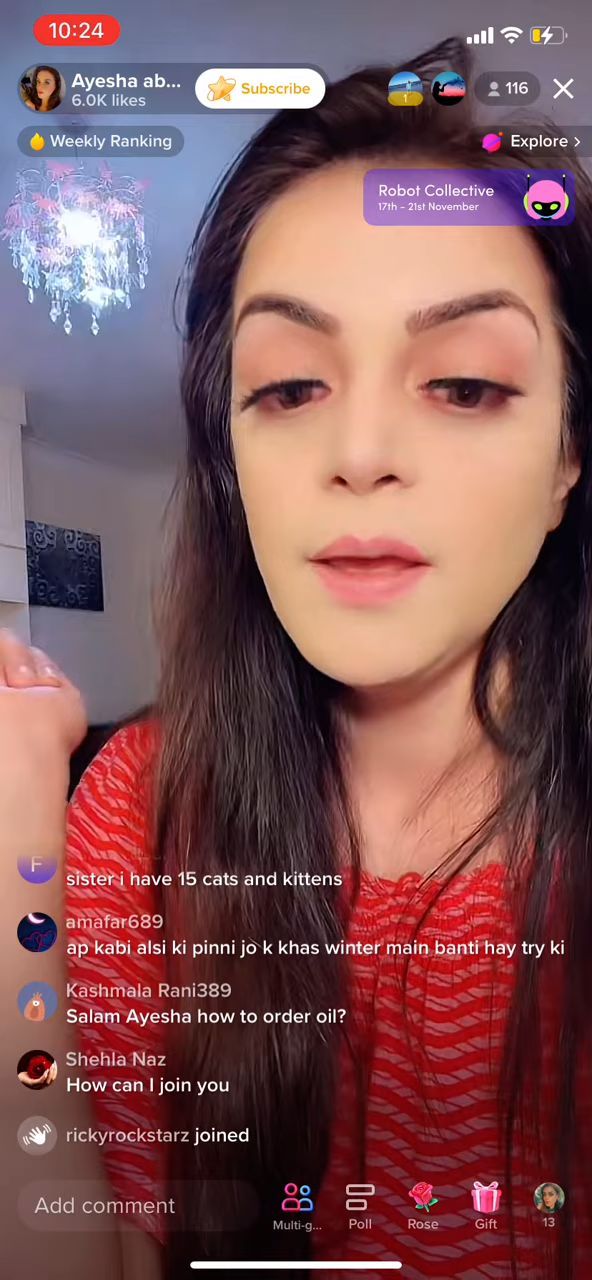 10:24
Ayesha ab...
6.0K likes
Subscribe
1
116
Weekly Ranking
Explore >
Robot Collective
17th - 21st November
F
sister i have 15 cats and kittens
amafar689
ap kabi alsi ki pinni jo k khas winter main banti hay try ki
Kashmala Rani389
Salam Ayesha how to order oil?
Shehla Naz
How can I join you
rickyrockstarz joined
Add comment
Multi-g...
Poll
Rose
Gift
13